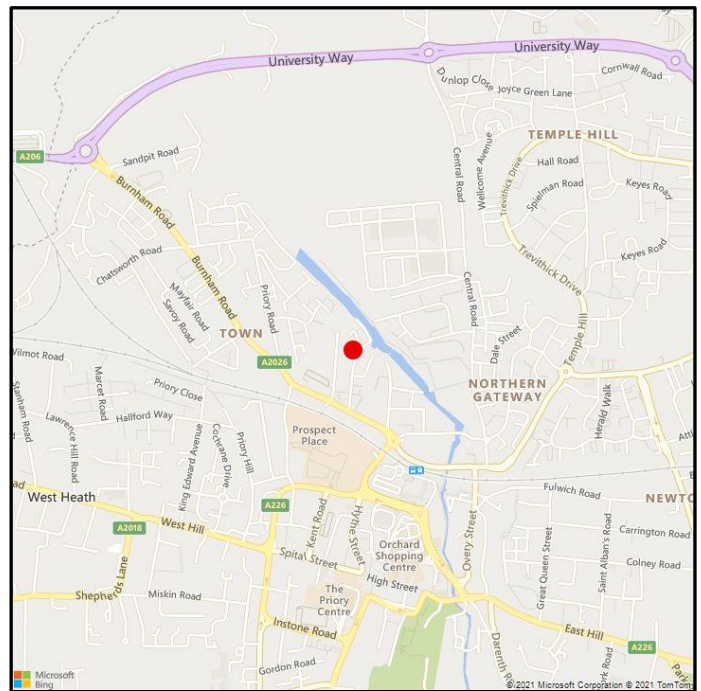 University Way
University Way
Dunlop Close
Joyce Green Lane
Cornwall Road
TEMPLE HILL
A206
Sandpit Road
Central Road
Wellcome Avenue
Hall Road
Trevithick Drive
Spielman Road
Keyes Road
Burnham Road
Chatsworth Road
Burnham Road
Priory Road
Mayfair Road
Savoy Road
Trevithick Drive
Keyes Road
Central Road
TOWN
Dale Street
Temple Hill
Wilmot Road
A2026
Marcet Road
Priory Close
NORTHERN
GATEWAY
Herald Walk
Stanham Road
Lawrence Hill Road
Hallford Way
Cochrane Drive
Priory Hill
King Edward Avenue
Prospect
Place
West Heath
A226
Fulwich Road
NEWTO
A2018
West Hill
Kent Road
Hythe Street
Overy Street
Great Queen Street
Saint Alban's Road
Carrington Road
Spital Street
Orchard
Shopping
Centre
Colney Road
Shepherds Lane
Miskin Road
High Street
The
Priory
Centre
Instone Road
East Hill
A226
Gordon Road
Darenth
Microsoft
Bing
© 2021 Microsoft Corporation © 2021 TomTom